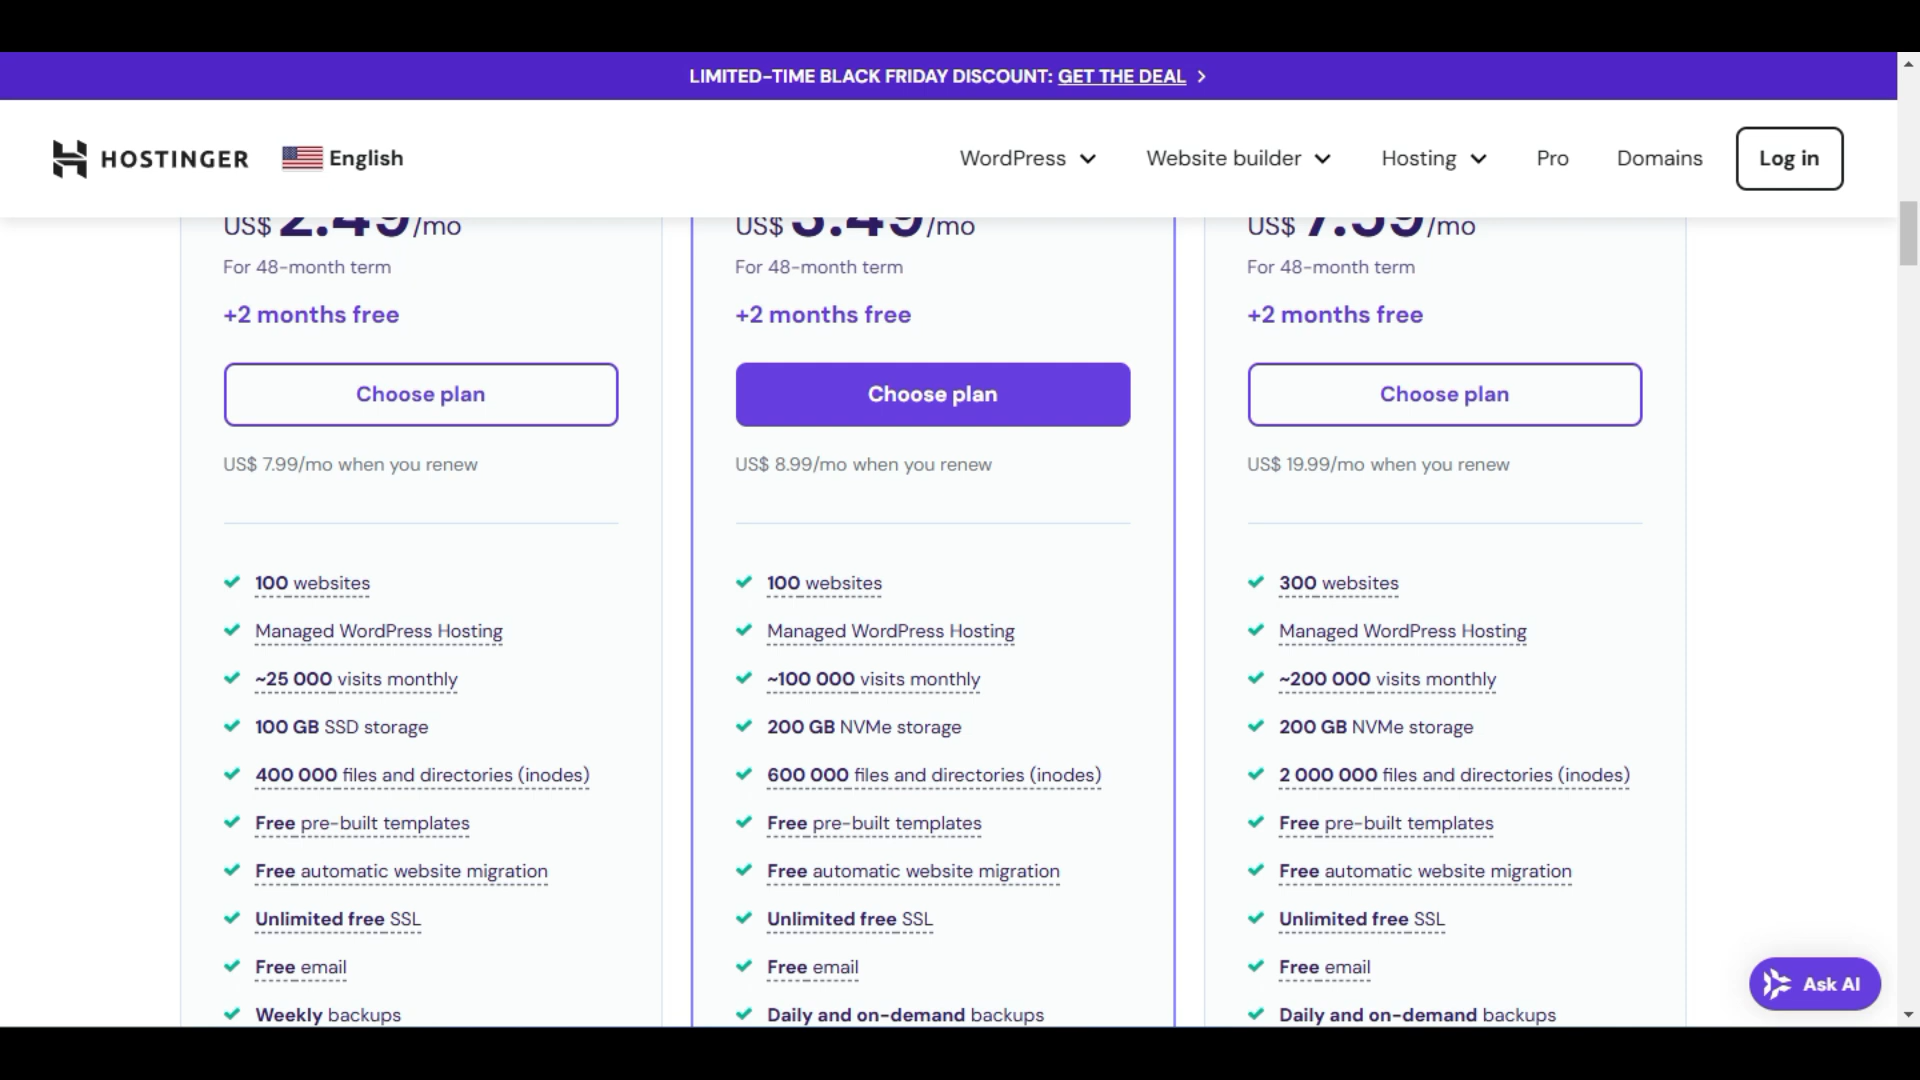 LIMITED-TIME BLACK FRIDAY DISCOUNT: GET THE DEAL
HOSTINGER English WordPress Website builder Hosting Pro Domains Log in
US$ 2.49/mo
For 48-month term
+2 months free
Choose plan
US$ 7.99/mo when you renew
100 websites
Managed WordPress Hosting
~25 000 visits monthly
100 GB SSD storage
400 000 files and directories (inodes)
Free pre-built templates
Free automatic website migration
Unlimited free SSL
Free email
Weekly backups
US$ 3.49/mo
For 48-month term
+2 months free
Choose plan
US$ 8.99/mo when you renew
100 websites
Managed WordPress Hosting
~100 000 visits monthly
200 GB NVMe storage
600 000 files and directories (inodes)
Free pre-built templates
Free automatic website migration
Unlimited free SSL
Free email
Daily and on-demand backups
US$ /mo
For 48-month term
+2 months free
Choose plan
US$ 19.99/mo when you renew
300 websites
Managed WordPress Hosting
~200 000 visits monthly
200 GB NVMe storage
2 000 000 files and directories (inodes)
Free pre-built templates
Free automatic website migration
Unlimited free SSL
Free email
Daily and on-demand backups
Ask AI